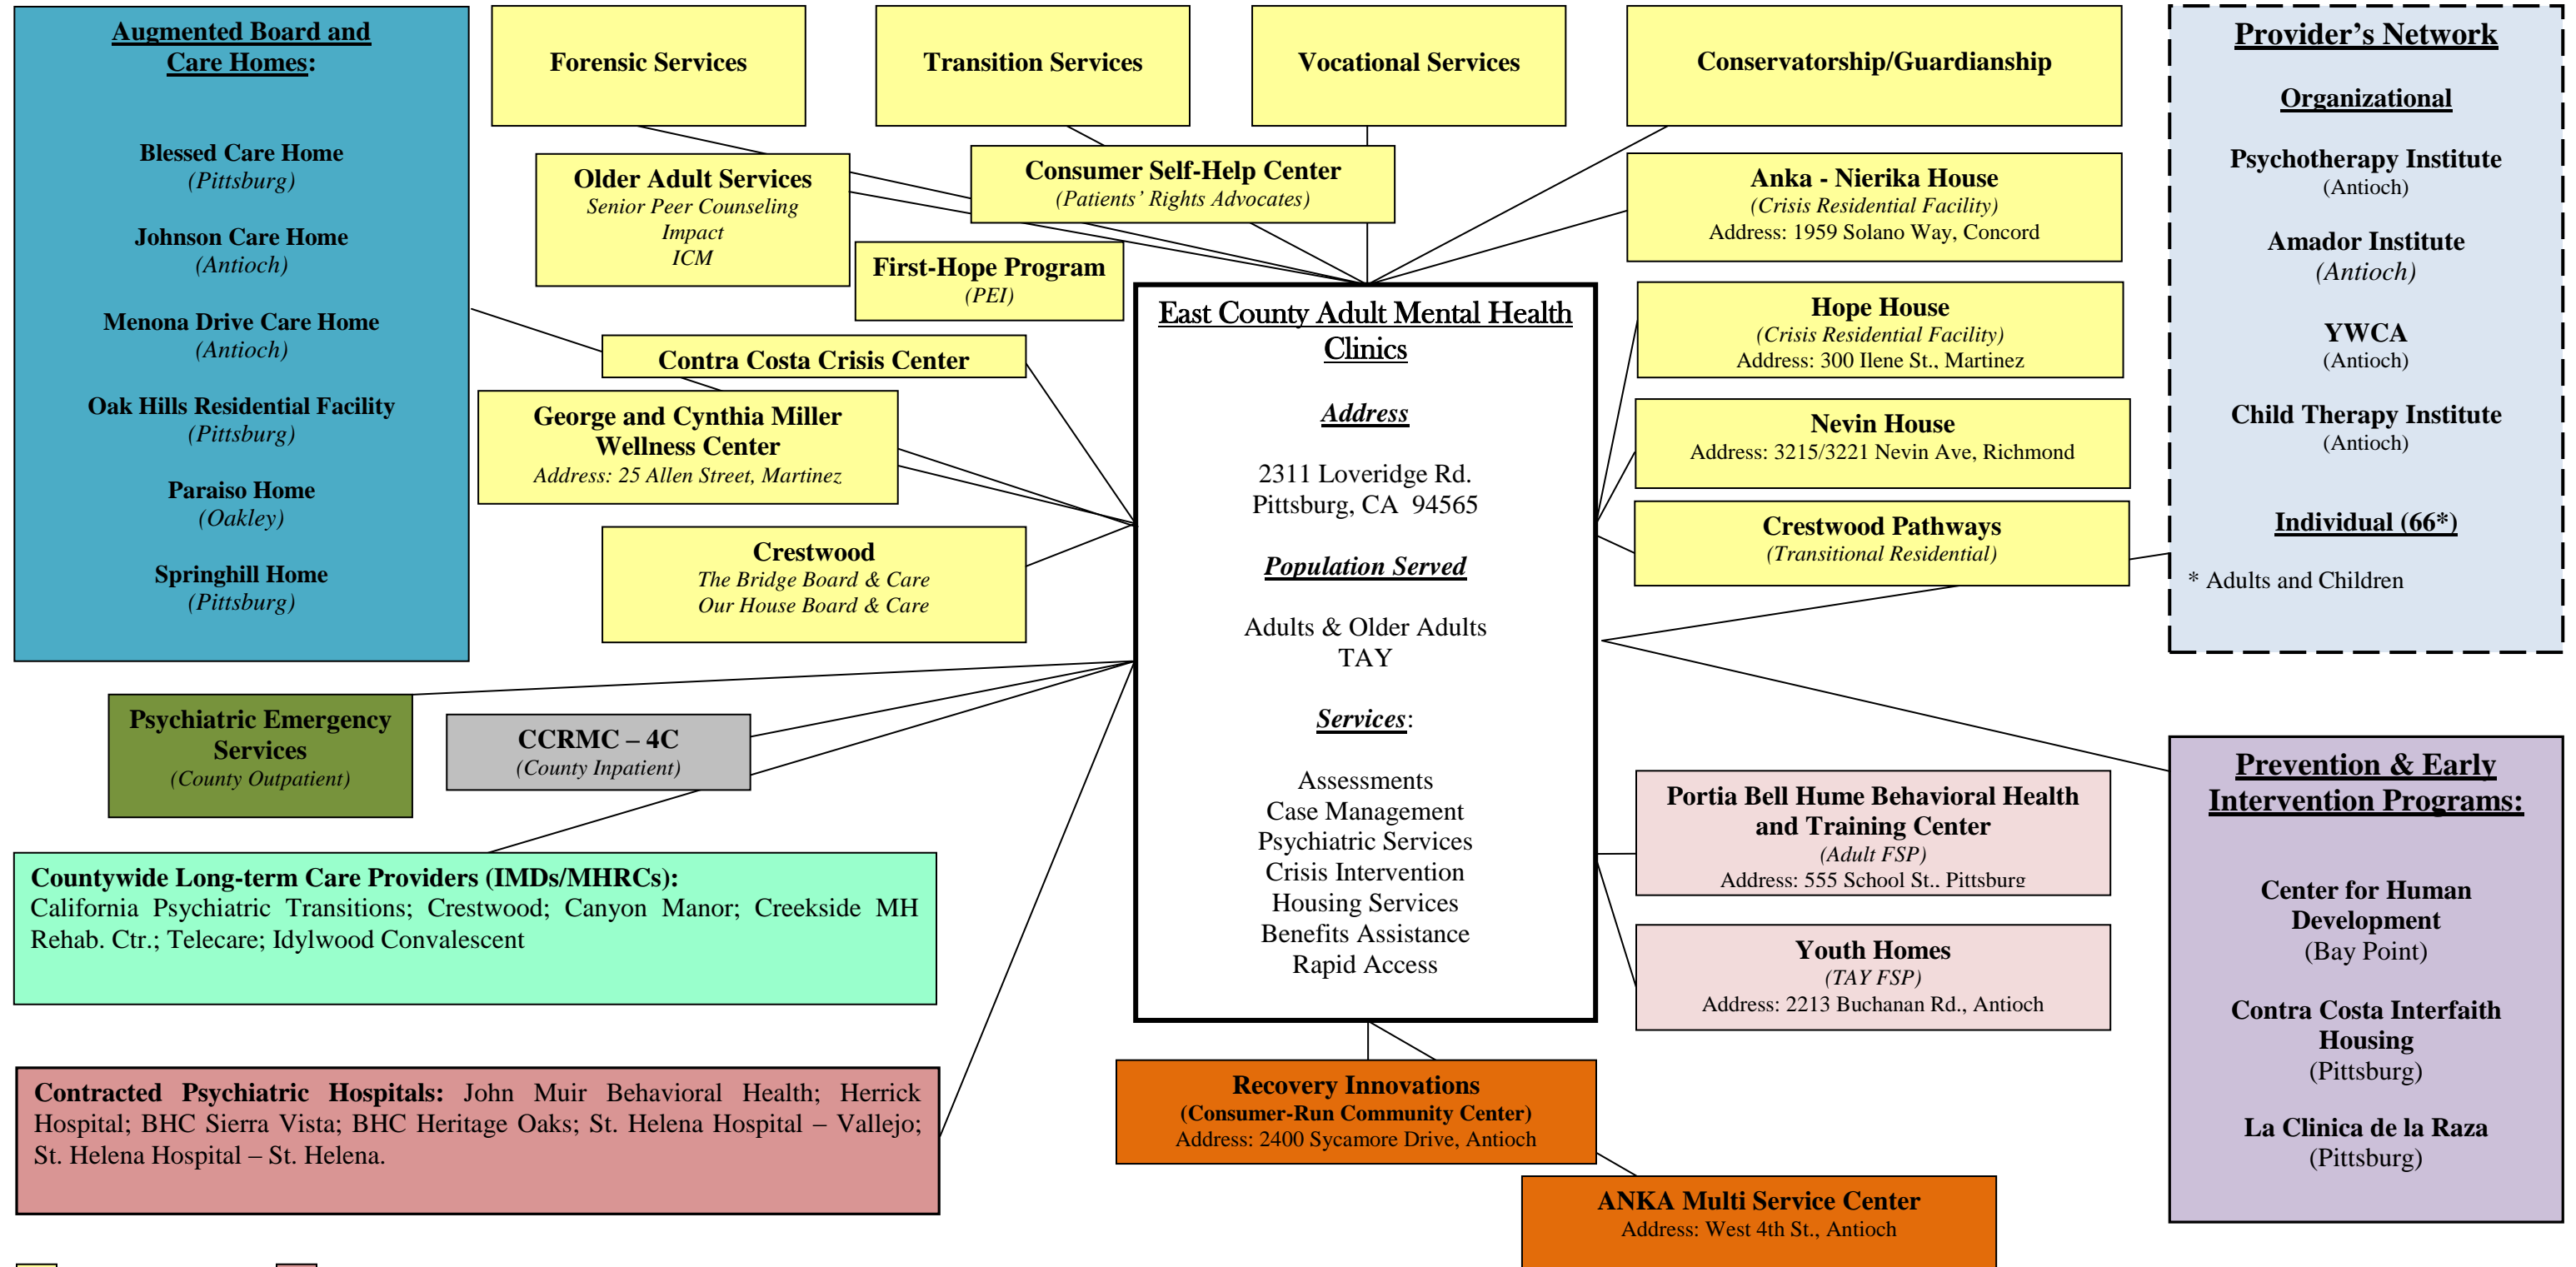 Augmented Board and
Care Homes:
Blessed Care Home
(Pittsburg)
Johnson Care Home
(Antioch)
Menona Drive Care Home
(Antioch)
Oak Hills Residential Facility
(Pittsburg)
Paraiso Home
(Oakley)
Springhill Home
(Pittsburg)
Forensic Services
Transition Services
Vocational Services
Conservatorship/Guardianship
Older Adult Services
Senior Peer Counseling
Impact
ICM
Consumer Self-Help Center
(Patients' Rights Advocates)
First-Hope Program
(PEI)
Contra Costa Crisis Center
George and Cynthia Miller
Wellness Center
Address: 25 Allen Street, Martinez
Crestwood
The Bridge Board & Care
Our House Board & Care
East County Adult Mental Health
Clinics
Address
2311 Loveridge Rd.
Pittsburg, CA 94565
Population Served
Adults & Older Adults
TAY
Services:
Assessments
Case Management
Psychiatric Services
Crisis Intervention
Housing Services
Benefits Assistance
Rapid Access
Anka - Nierika House
(Crisis Residential Facility)
Address: 1959 Solano Way, Concord
Hope House
(Crisis Residential Facility)
Address: 300 Ilene St., Martinez
Nevin House
Address: 3215/3221 Nevin Ave, Richmond
Crestwood Pathways
(Transitional Residential)
Provider's Network
Organizational
Psychotherapy Institute
(Antioch)
Amador Institute
(Antioch)
YWCA
(Antioch)
Child Therapy Institute
(Antioch)
Individual (66*)
* Adults and Children
Psychiatric Emergency
Services
(County Outpatient)
CCRMC – 4C
(County Inpatient)
Countywide Long-term Care Providers (IMDs/MHRCs):
California Psychiatric Transitions; Crestwood; Canyon Manor; Creekside MH
Rehab. Ctr.; Telecare; Idylwood Convalescent
Contracted Psychiatric Hospitals: John Muir Behavioral Health; Herrick
Hospital; BHC Sierra Vista; BHC Heritage Oaks; St. Helena Hospital – Vallejo;
St. Helena Hospital – St. Helena.
Portia Bell Hume Behavioral Health
and Training Center
(Adult FSP)
Address: 555 School St., Pittsburg
Youth Homes
(TAY FSP)
Address: 2213 Buchanan Rd., Antioch
Recovery Innovations
(Consumer-Run Community Center)
Address: 2400 Sycamore Drive, Antioch
ANKA Multi Service Center
Address: West 4th St., Antioch
Prevention & Early
Intervention Programs:
Center for Human
Development
(Bay Point)
Contra Costa Interfaith
Housing
(Pittsburg)
La Clinica de la Raza
(Pittsburg)